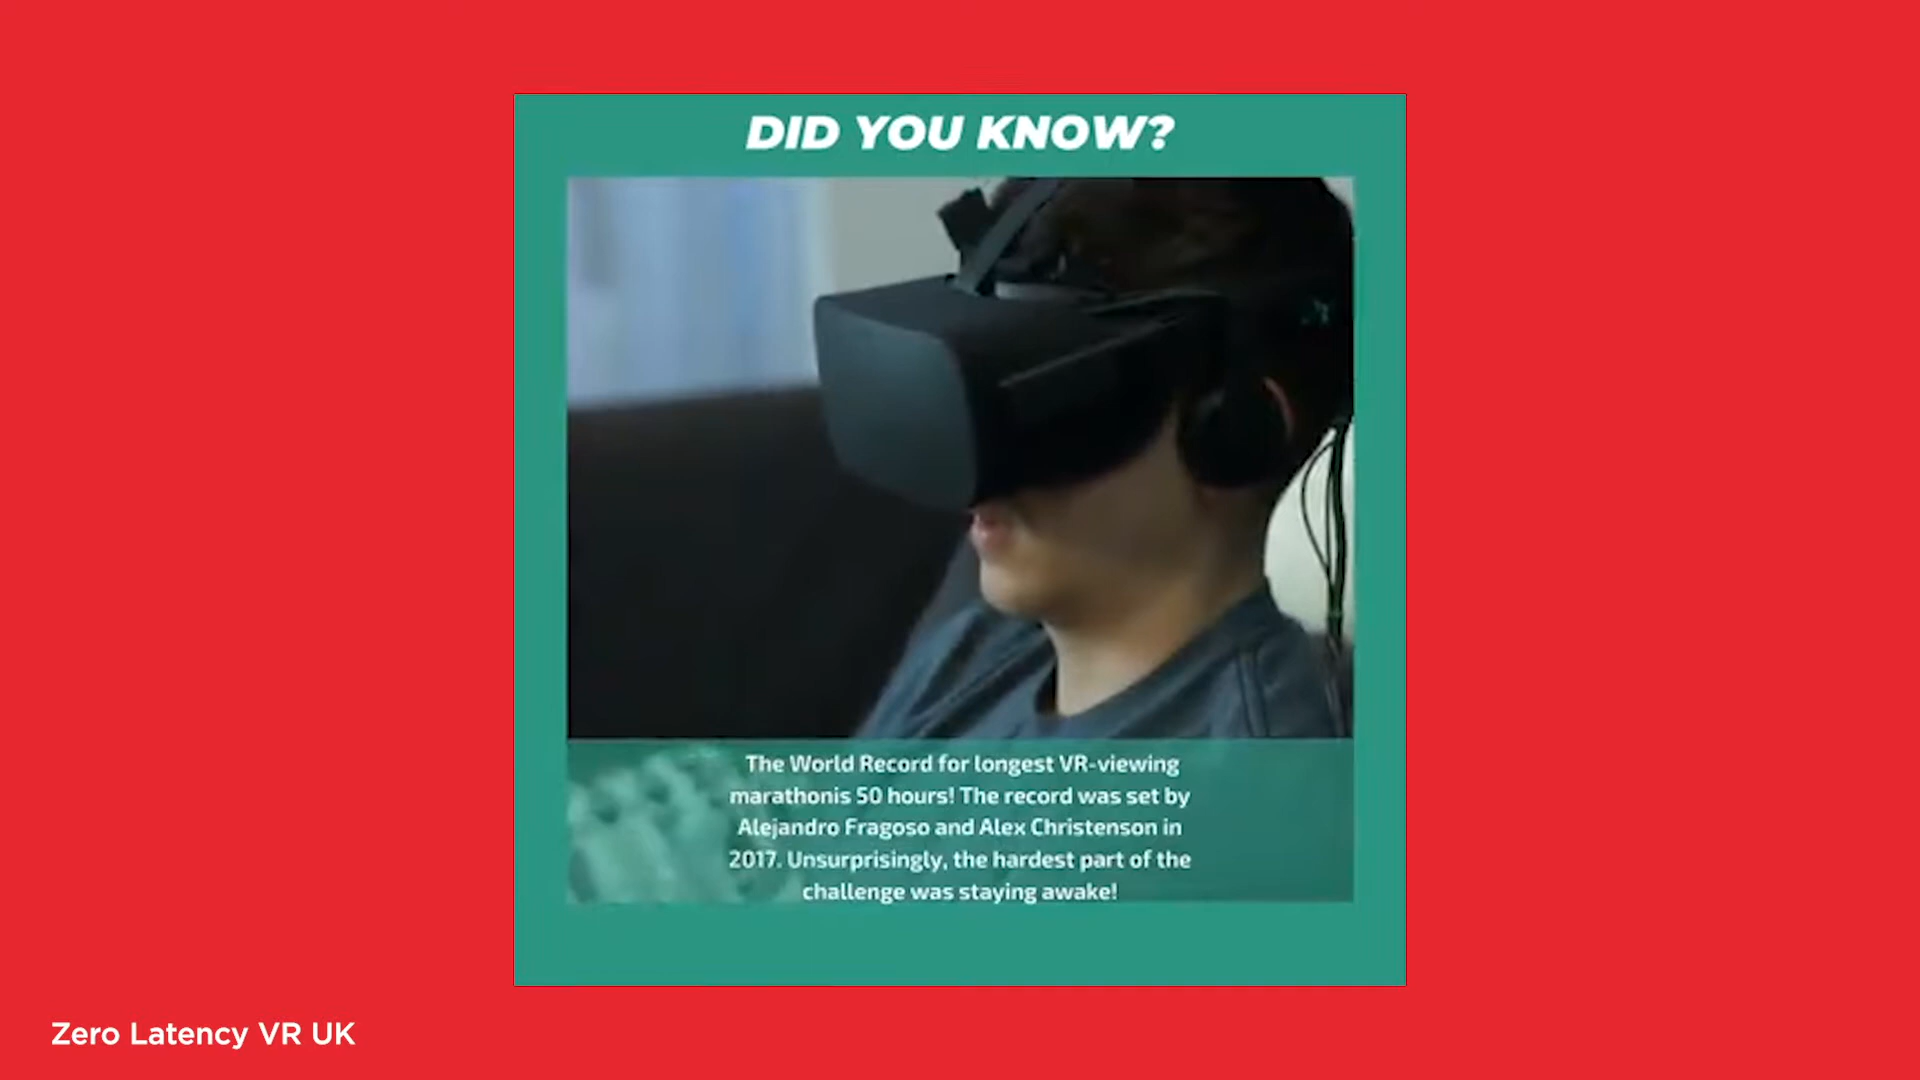 DID YOU KNOW?
The World Record for longest VR-viewing
marathonis 50 hours! The record was set by
Alejandro Fragoso and Alex Christenson in
2017. Unsurprisingly, the hardest part of the
challenge was staying awake!
Zero Latency VR UK